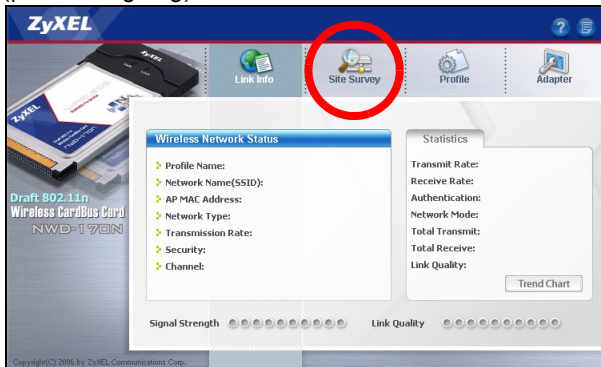 ZyXEL
Link Info
Site Survey
Profile
Adapter
Draft 802.11n
Wireless CardBus Card
NWD-170N
Wireless Network Status
Profile Name:
Network Name(SSID):
AP MAC Address:
Network Type:
Transmission Rate:
Security:
Channel:
Statistics
Transmit Rate:
Receive Rate:
Authentication:
Network Mode:
Total Transmit:
Total Receive:
Link Quality:
Trend Chart
Signal Strength
Link Quality
Copyright(C) 2006 by ZyXEL Communications Corp.